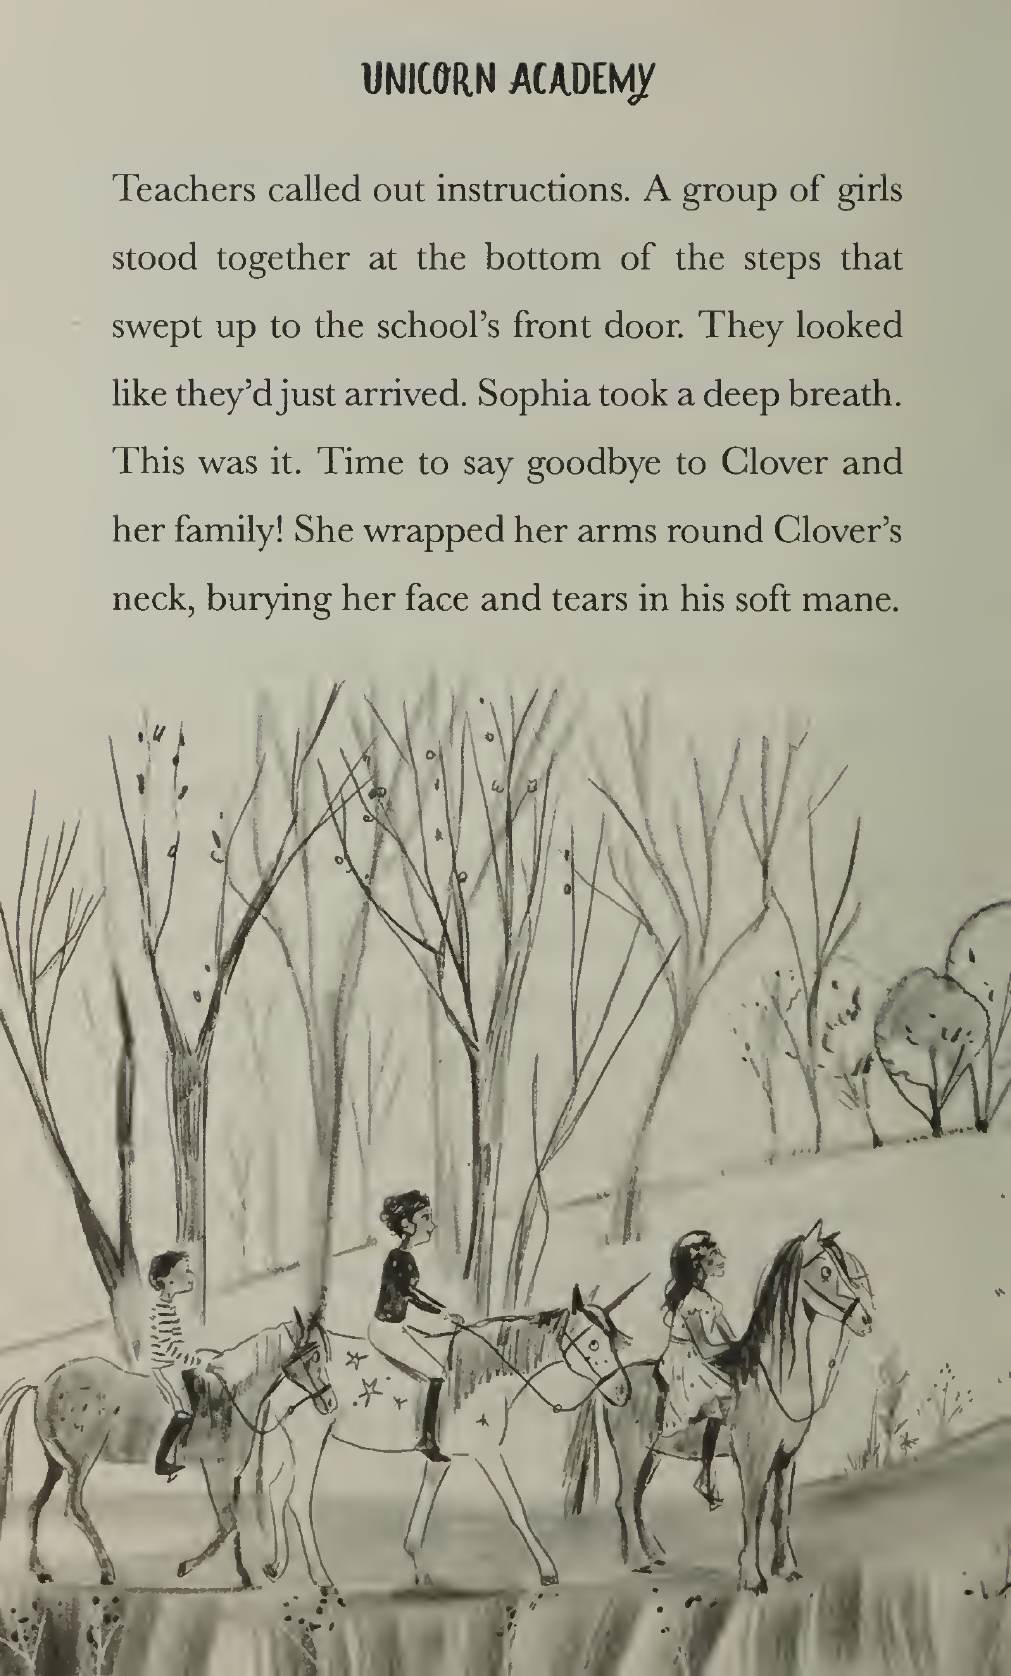 UNICORN ACADEMY
Teachers called out instructions. A group of girls
stood together at the bottom of the steps that
swept up to the school’s front door. They looked
like they’d just arrived. Sophia took a deep breath.
This was it. Time to say goodbye to Clover and
her family! She wrapped her arms round Clover’s
neck, burying her face and tears in his soft mane.